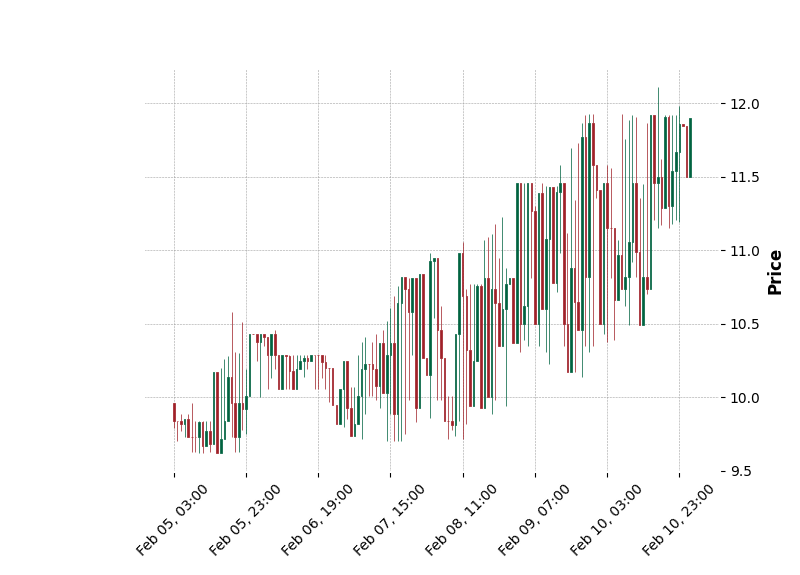 12.0
11.5
11.0
10.5
10.0
9.5
Price
Feb 05, 03:00
Feb 05, 23:00
Feb 06, 19:00
Feb 07, 15:00
Feb 08, 11:00
Feb 09, 07:00
Feb 10, 03:00
Feb 10, 23:00